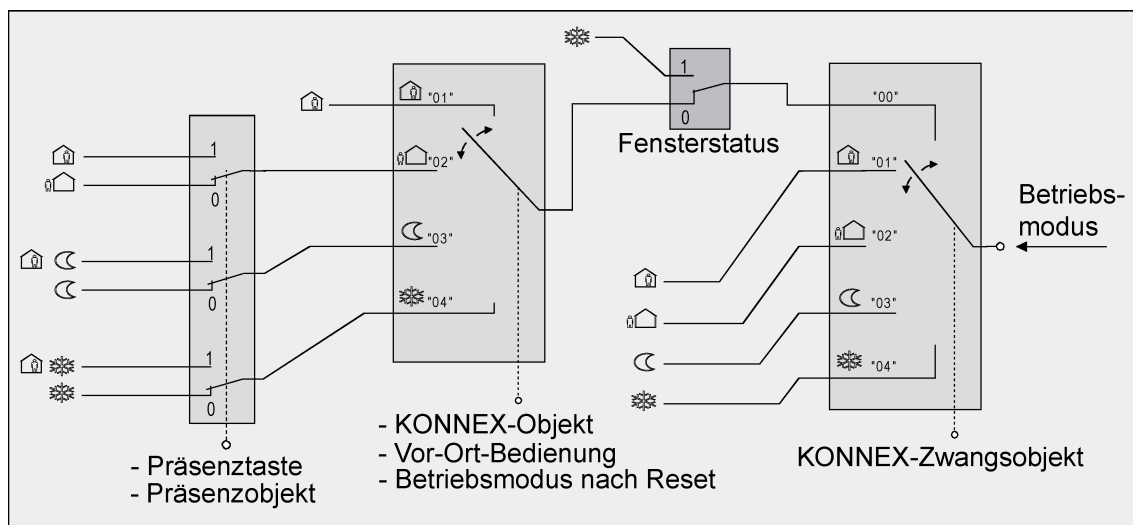 1
0
1
0
1
0
- Präsenztaste
- Präsenzobjekt
"01"
"02"
"03"
"04"
- KONNEX-Objekt
- Vor-Ort-Bedienung
- Betriebsmodus nach Reset
1
0
Fensterstatus
"00"
"01"
"02"
"03"
"04"
KONNEX-Zwangsobjekt
Betriebs-
modus